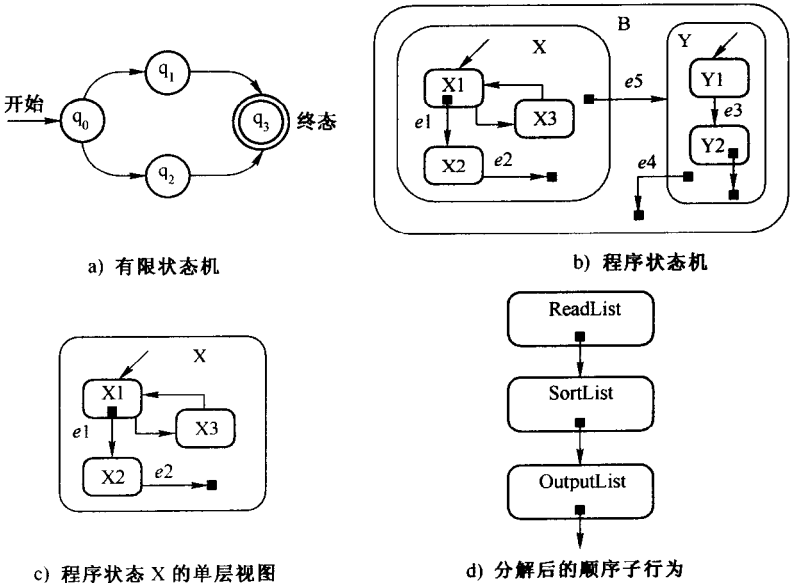 开始
q0
q1
q2
q3
终态
a) 有限状态机
B
X
X1
X3
e1
X2
e2
e5
Y
Y1
e3
Y2
e4
b) 程序状态机
X
X1
X3
e1
X2
e2
c) 程序状态 X 的单层视图
ReadList
SortList
OutputList
d) 分解后的顺序子行为